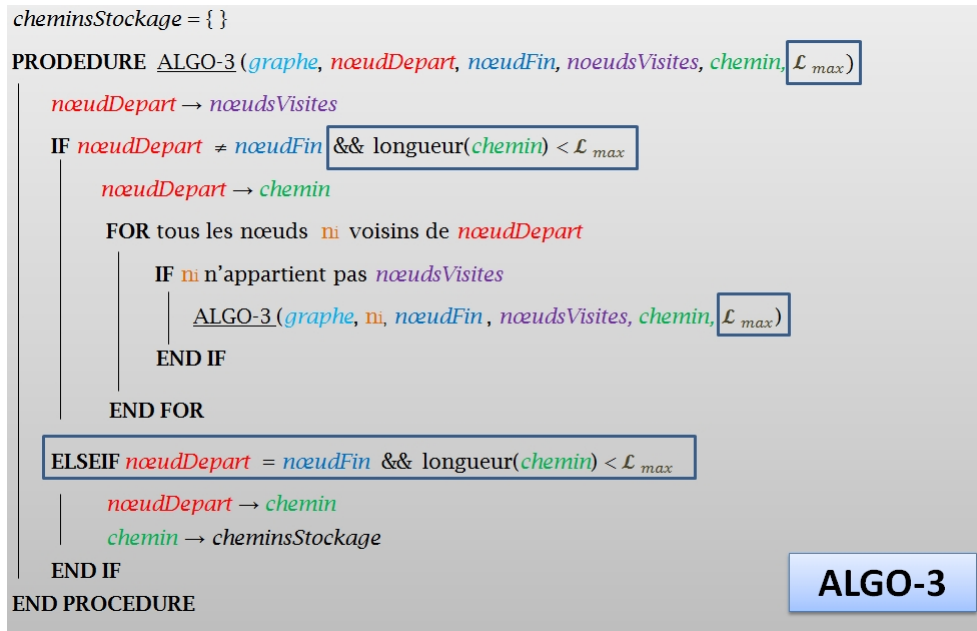 cheminsStockage = { }
PRODEDURE ALGO-3 (graphe, nœudDepart, nœudFin, noeudsVisites, chemin, ℒ max)
nœudDepart → nœudsVisites
IF nœudDepart ≠ nœudFin && longueur(chemin) < ℒ max
nœudDepart → chemin
FOR tous les nœuds ni voisins de nœudDepart
IF ni n'appartient pas nœudsVisites
ALGO-3 (graphe, ni, nœudFin , nœudsVisites, chemin, ℒ max)
END IF
END FOR
ELSEIF nœudDepart = nœudFin && longueur(chemin) < ℒ max
nœudDepart → chemin
chemin → cheminsStockage
END IF
END PROCEDURE
ALGO-3